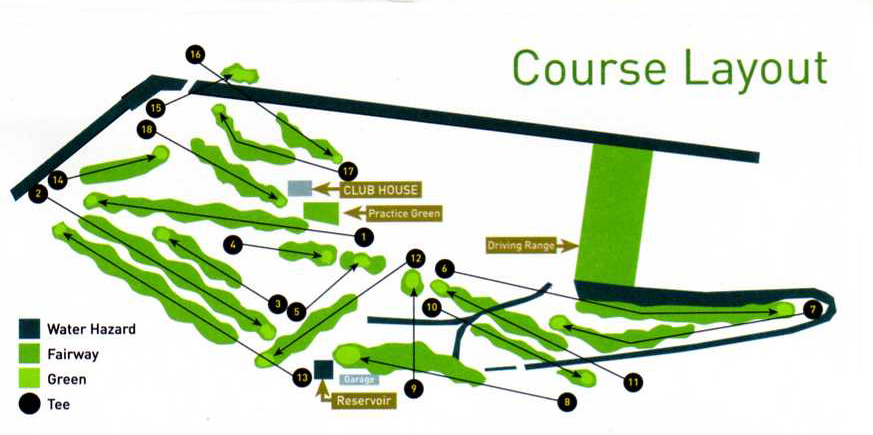 Course Layout
16
15
18
17
14
2
CLUB HOUSE
Practice Green
1
4
12
Driving Range
6
3
5
10
7
Water Hazard
Fairway
Green
Tee
13
Garage
9
11
Reservoir
8